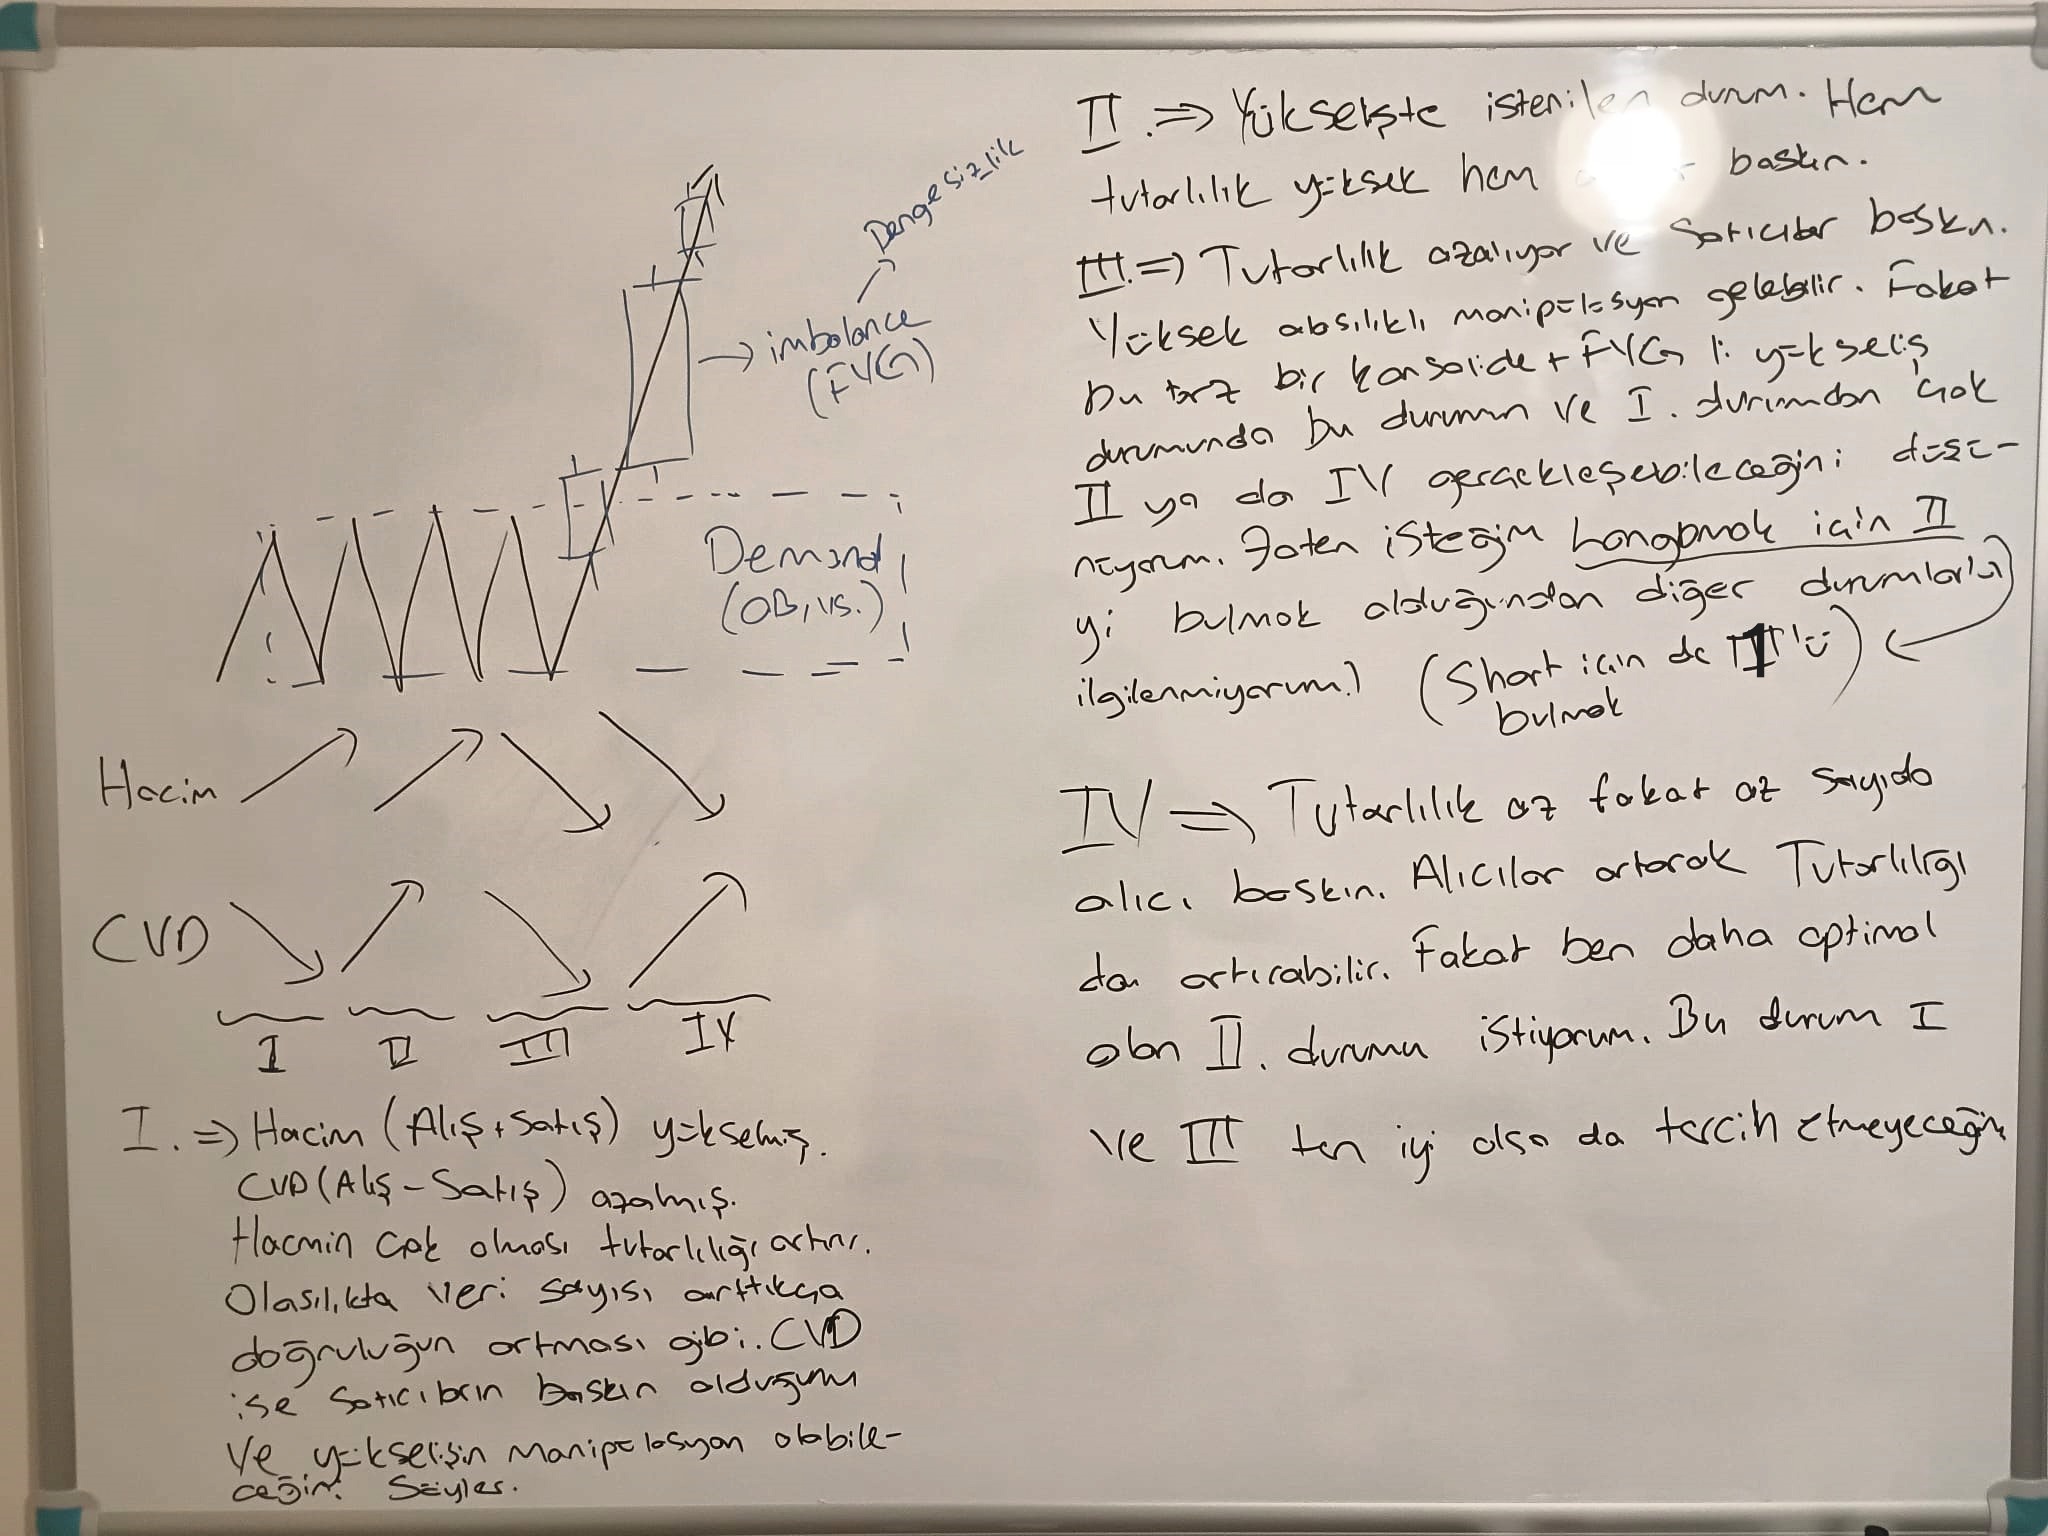 Dengesizlik
imbalance
(FVG)
Demand
(OB, vs.)
Hacim
CVD
I II III IV
I. => Hacim (Alış + Satış) yükselmiş.
CVD (Alış - Satış) azalmış.
Hacmin çok olması tutarlılığı artırır.
Olasılıkta veri sayısı arttıkça
doğruluğun artması gibi. CVD
ise satıcıların baskın olduğunu
ve yükselişin manipülasyon olabile-
ceğini söyler.
II. => Yükselişte istenilen durum. Hem
tutarlılık yüksek hem baskın.
III. => Tutarlılık azalıyor ve Satıcılar baskın.
Yüksek manipülasyon gelebilir. Fakat
bu tarz bir konsolide + FVG li yükseliş
durumunda bu durumun ve I. durumdan çok
II ya da IV gerçekleşebileceğini düşü-
nüyorum. Zaten isteğim Long için II
yi bulmak olduğundan diğer durumlarla
ilgilenmiyorum.) (Short için de
bulmak
IV => Tutarlılık az fakat az sayıda
alıcı baskın. Alıcılar artarak Tutarlılığı
da artırabilir. Fakat ben daha optimal
olan II. durumu istiyorum. Bu durum I
ve III ten iyi olsa da tercih etmeyeceğim